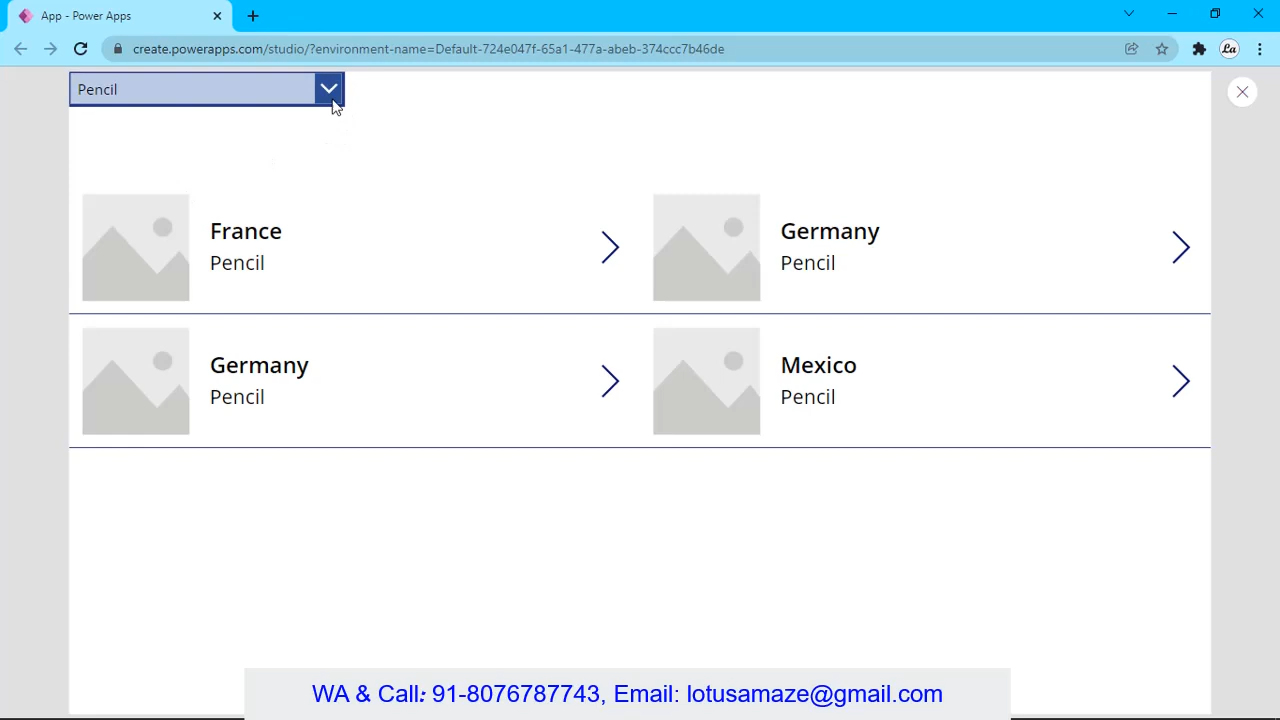 App - Power Apps
create.powerapps.com/studio/?environment-name=Default-724e047f-65a1-477a-abeb-374ccc7b46de
La
Pencil
France
Pencil
Germany
Pencil
Germany
Pencil
Mexico
Pencil
WA & Call: 91-8076787743, Email: lotusamaze@gmail.com